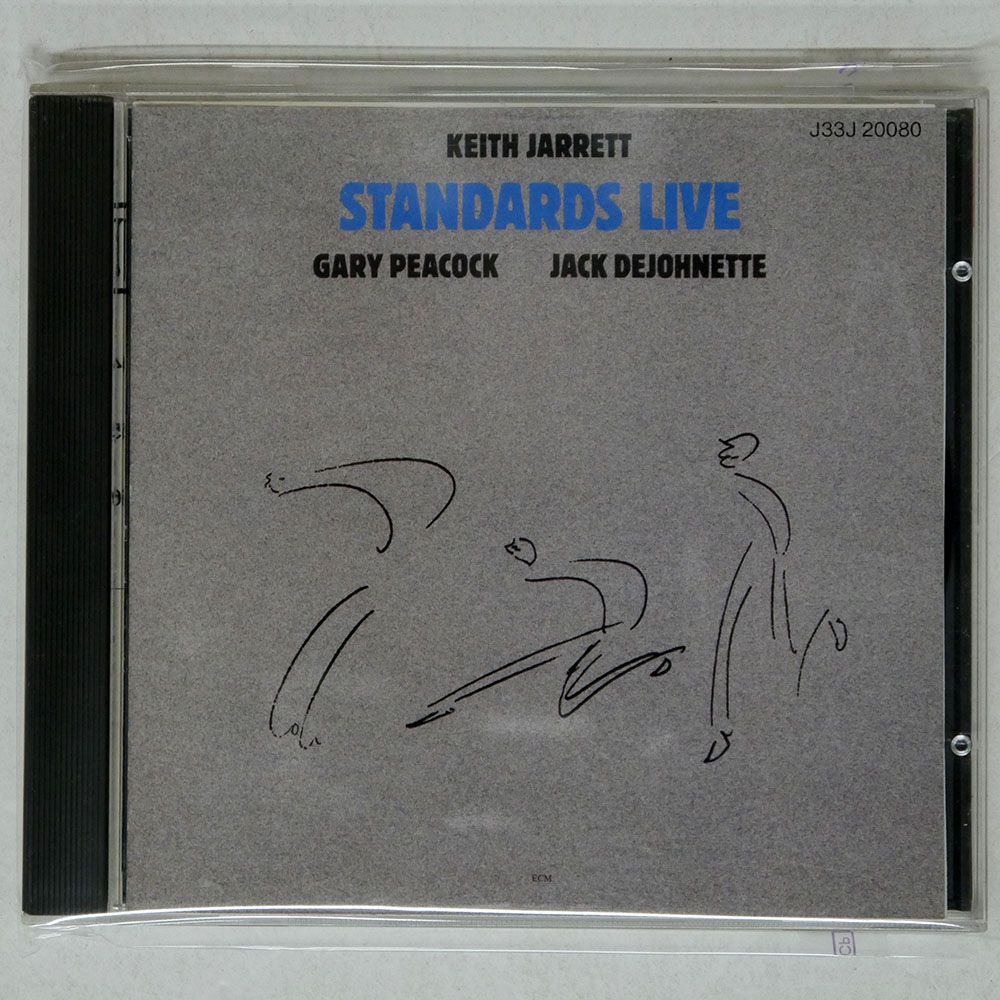 J33J 20080
KEITH JARRETT
STANDARDS LIVE
GARY PEACOCK JACK DEJOHNETTE
ECM